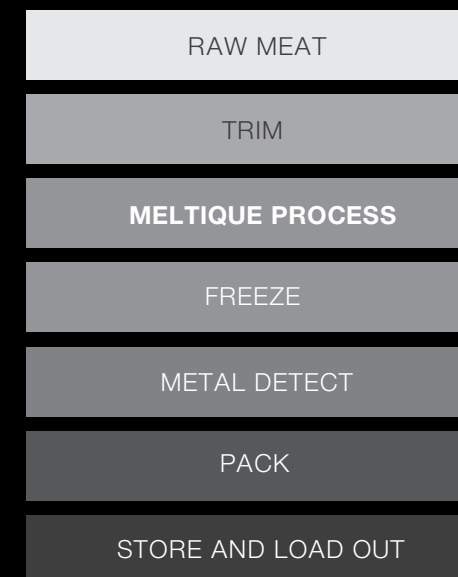 RAW MEAT
TRIM
MELTIQUE PROCESS
FREEZE
METAL DETECT
PACK
STORE AND LOAD OUT